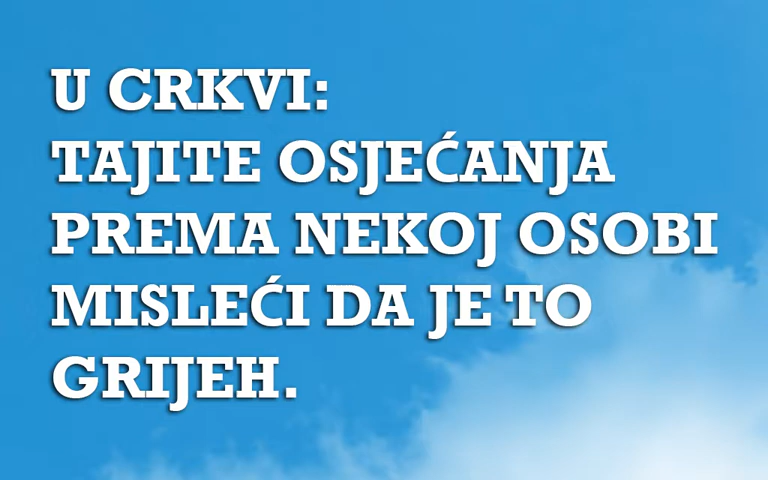 U CRKVI:
TAJITE OSJEĆANJA
PREMA NEKOJ OSOBI
MISLEĆI DA JE TO
GRIJEH.